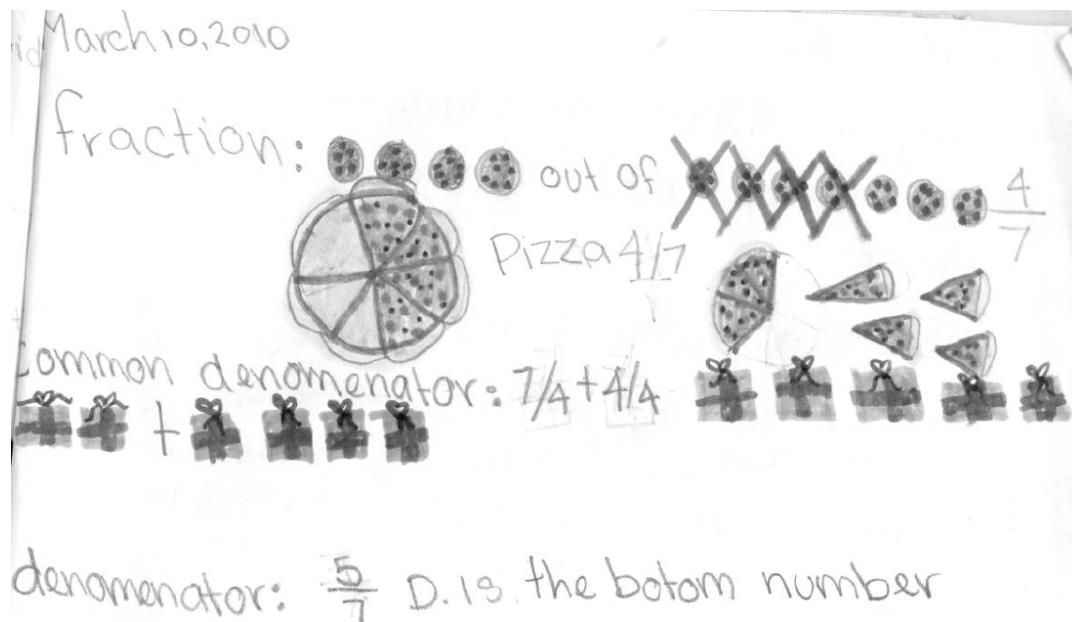 March 10, 2010
fraction: out of 4/7
Pizza 4/7
Common denomenator: 7/4 + 4/4
+
denomenator: 5/7 D. is the botom number